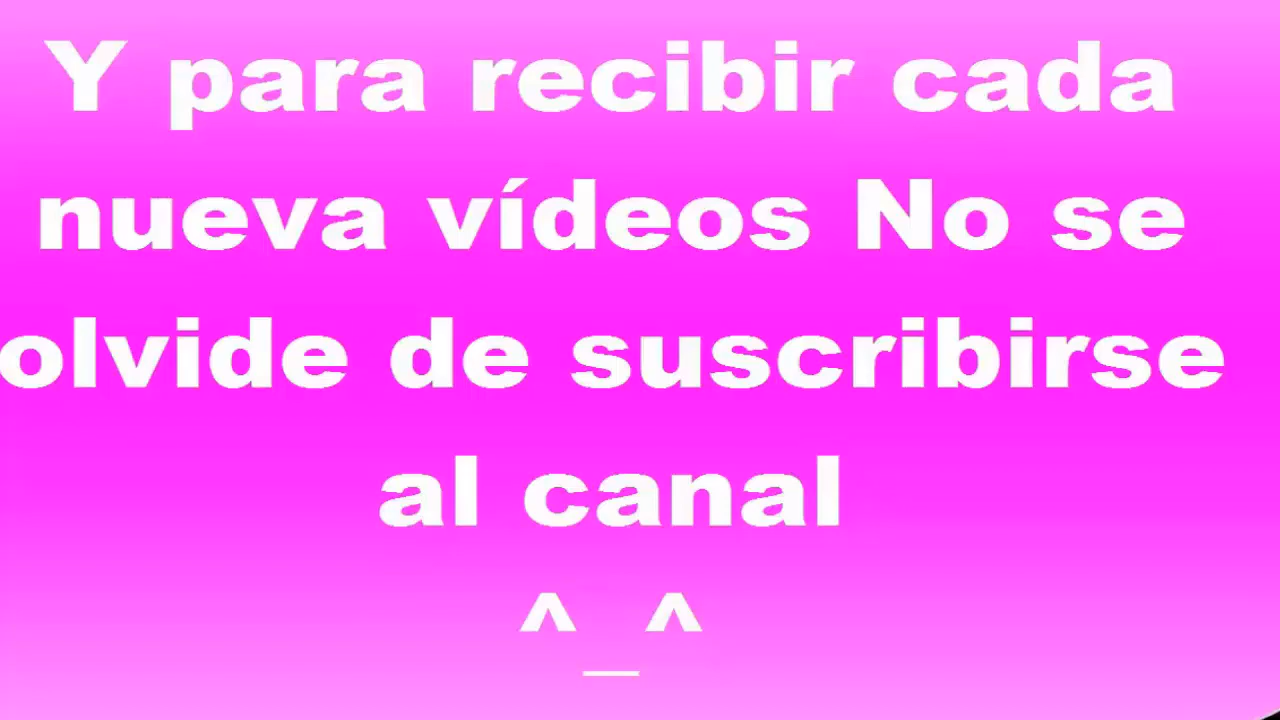 Y para recibir cada
nueva vídeos No se
olvide de suscribirse
al canal
^_^